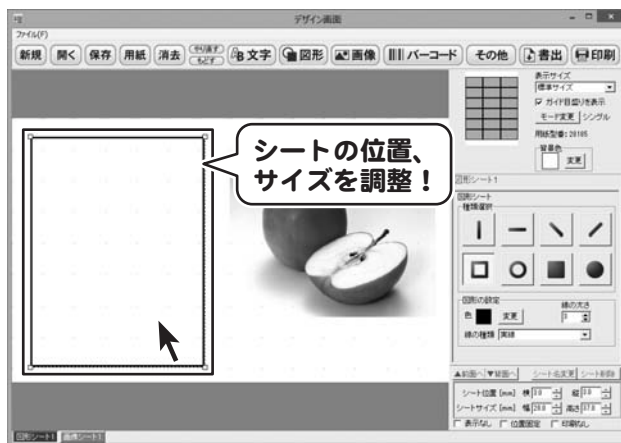 デザイン画面
ファイル(F)
新規 開く 保存 用紙 消去 やり直す もどす 文字 図形 画像 バーコード その他 書出 印刷
表示サイズ
標準サイズ
ガイド目盛りを表示
モード変更 シングル
用紙型番:28185
背景色
変更
シートの位置、
サイズを調整！
図形シート1
図形シート
種類選択
図形の設定
色 変更
線の太さ
線の種類 実線
▲前面へ ▼背面へ シート名変更 シート削除
シート位置 [mm] 横 縦
シートサイズ [mm] 幅 高さ
表示なし 位置固定 印刷なし
図形シート1 画像シート1